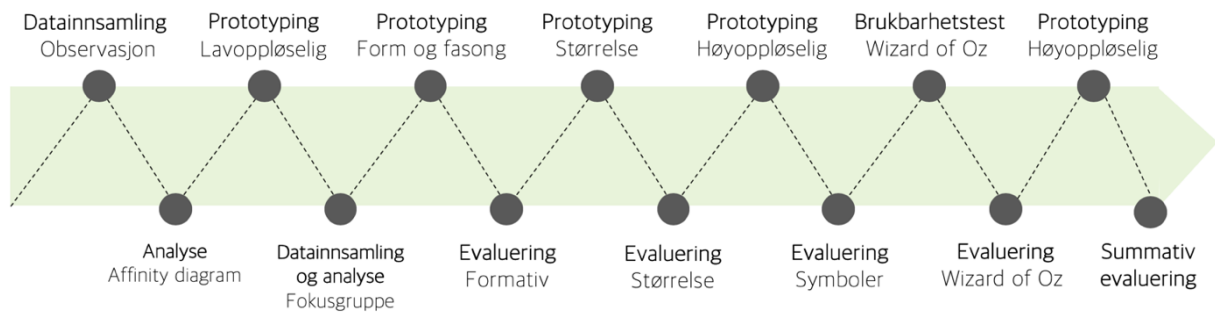 Datainnsamling
Observasjon
Prototyping
Lavoppløselig
Prototyping
Form og fasong
Prototyping
Størrelse
Prototyping
Høyoppløselig
Brukbarhetstest
Wizard of Oz
Prototyping
Høyoppløselig
Analyse
Affinity diagram
Datainnsamling
og analyse
Fokusgruppe
Evaluering
Formativ
Evaluering
Størrelse
Evaluering
Symboler
Evaluering
Wizard of Oz
Summativ
evaluering